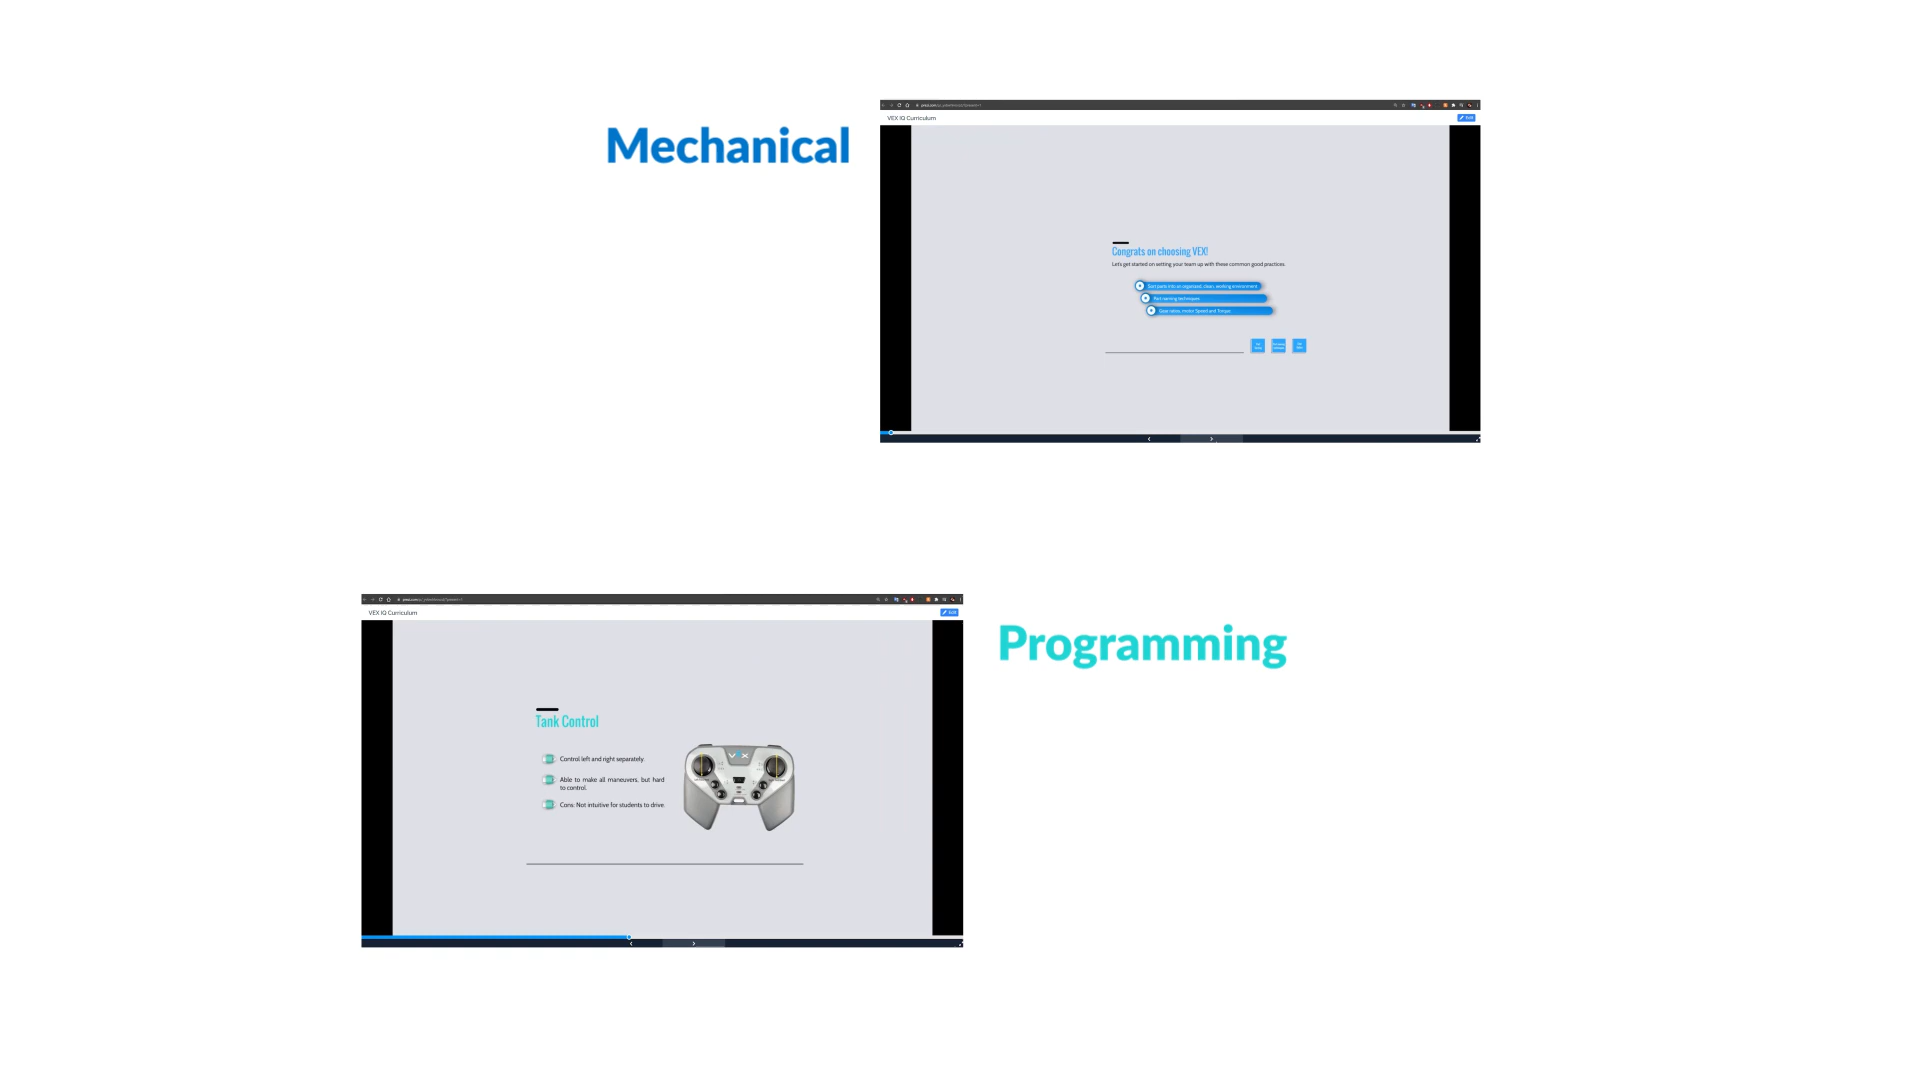 Mechanical
VEX IQ Curriculum
Edit
Congrats on choosing VEX!
Let's get started on setting your team up with these common good practices:
Sort parts into an organized, clean, working environment
Part naming techniques
Gear ratios, motor Speed and Torque
VEX IQ Curriculum
Edit
Programming
Tank Control
Control left and right separately.
Able to make all maneuvers, but hard
to control.
Cons: Not intuitive for students to drive.
VEX